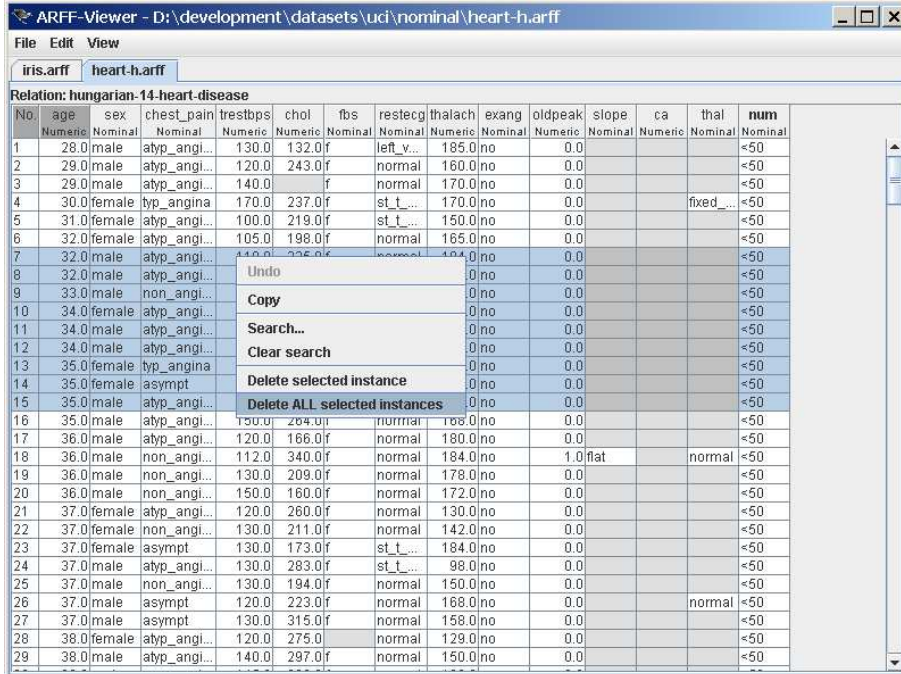 ARFF-Viewer - D:\development\datasets\uci\nominal\heart-h.arff
File Edit View
iris.arff heart-h.arff
Relation: hungarian-14-heart-disease
No. age sex chest_pain trestbps chol fbs restecg thalach exang oldpeak slope ca thal num
Numeric Nominal Nominal Numeric Numeric Nominal Nominal Numeric Nominal Numeric Nominal Numeric Nominal Nominal
1 28.0 male atyp_angi... 130.0 132.0 f left_v... 185.0 no 0.0 <50
2 29.0 male atyp_angi... 120.0 243.0 f normal 160.0 no 0.0 <50
3 29.0 male atyp_angi... 140.0 f normal 170.0 no 0.0 <50
4 30.0 female typ_angina 170.0 237.0 f st_t_... 170.0 no 0.0 fixed_... <50
5 31.0 female atyp_angi... 100.0 219.0 f st_t_... 150.0 no 0.0 <50
6 32.0 female atyp_angi... 105.0 198.0 f normal 165.0 no 0.0 <50
7 32.0 male atyp_angi... 0.0 <50
8 32.0 male atyp_angi... Undo .0 no 0.0 <50
9 33.0 male non_angi... Copy .0 no 0.0 <50
10 34.0 female atyp_angi... .0 no 0.0 <50
11 34.0 male atyp_angi... Search... .0 no 0.0 <50
12 34.0 male atyp_angi... Clear search .0 no 0.0 <50
13 35.0 female typ_angina .0 no 0.0 <50
14 35.0 female asympt Delete selected instance .0 no 0.0 <50
15 35.0 male atyp_angi... Delete ALL selected instances .0 no 0.0 <50
16 35.0 male atyp_angi... 150.0 264.0 f normal 168.0 no 0.0 <50
17 36.0 male atyp_angi... 120.0 166.0 f normal 180.0 no 0.0 <50
18 36.0 male non_angi... 112.0 340.0 f normal 184.0 no 1.0 flat normal <50
19 36.0 male non_angi... 130.0 209.0 f normal 178.0 no 0.0 <50
20 36.0 male non_angi... 150.0 160.0 f normal 172.0 no 0.0 <50
21 37.0 female atyp_angi... 120.0 260.0 f normal 130.0 no 0.0 <50
22 37.0 female non_angi... 130.0 211.0 f normal 142.0 no 0.0 <50
23 37.0 female asympt 130.0 173.0 f st_t_... 184.0 no 0.0 <50
24 37.0 male atyp_angi... 130.0 283.0 f st_t_... 98.0 no 0.0 <50
25 37.0 male non_angi... 130.0 194.0 f normal 150.0 no 0.0 <50
26 37.0 male asympt 120.0 223.0 f normal 168.0 no 0.0 normal <50
27 37.0 male asympt 130.0 315.0 f normal 158.0 no 0.0 <50
28 38.0 female atyp_angi... 120.0 275.0 normal 129.0 no 0.0 <50
29 38.0 male atyp_angi... 140.0 297.0 f normal 150.0 no 0.0 <50